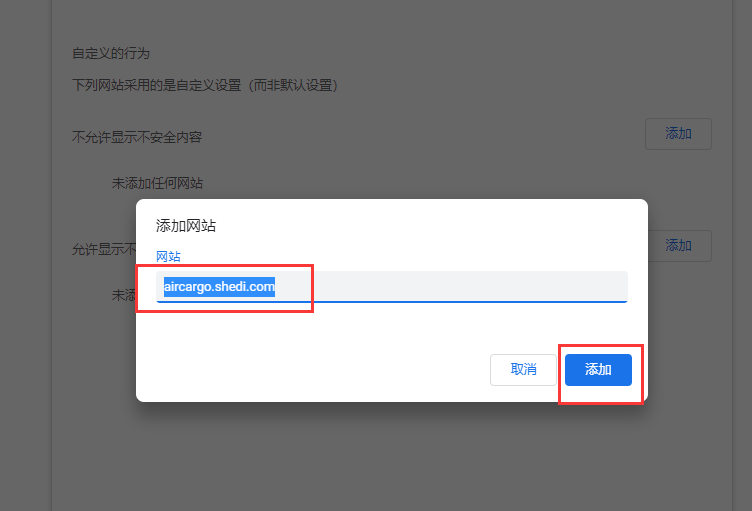 自定义的行为
下列网站采用的是自定义设置（而非默认设置）
不允许显示不安全内容
添加
未添加任何网站
添加网站
网站
允许显示不
添加
aircargo.shedi.com
未添
取消
添加